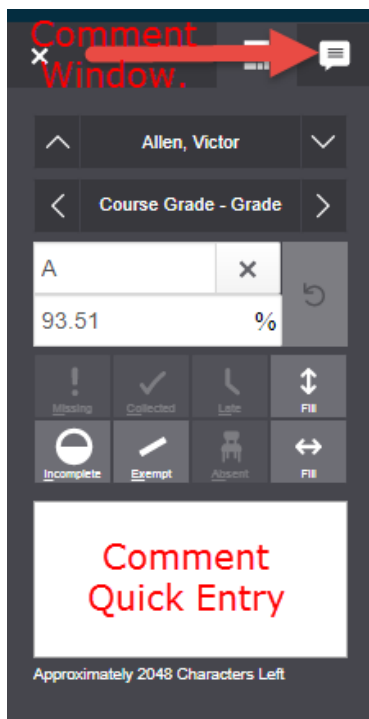 Comment
Window.
Allen, Victor
Course Grade - Grade
A
93.51 %
Missing Collected Late Fill
Incomplete Exempt Absent Fill
Comment
Quick Entry
Approximately 2048 Characters Left